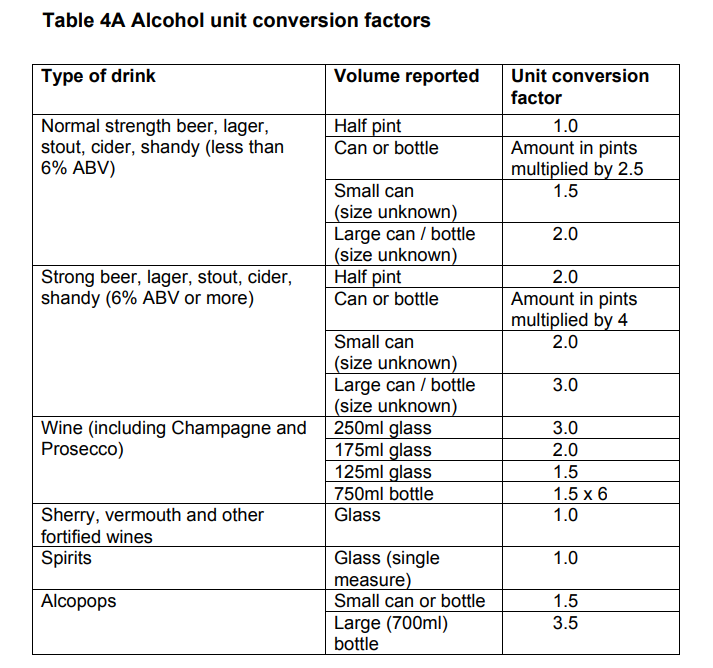 Table 4A Alcohol unit conversion factors
Type of drink Volume reported Unit conversion
factor
Normal strength beer, lager, Half pint 1.0
stout, cider, shandy (less than Can or bottle Amount in pints
6% ABV) multiplied by 2.5
Small can 1.5
(size unknown)
Large can / bottle 2.0
(size unknown)
Strong beer, lager, stout, cider, Half pint 2.0
shandy (6% ABV or more) Can or bottle Amount in pints
multiplied by 4
Small can 2.0
(size unknown)
Large can / bottle 3.0
(size unknown)
Wine (including Champagne and 250ml glass 3.0
Prosecco) 175ml glass 2.0
125ml glass 1.5
750ml bottle 1.5 x 6
Sherry, vermouth and other Glass 1.0
fortified wines
Spirits Glass (single 1.0
measure)
Alcopops Small can or bottle 1.5
Large (700ml) 3.5
bottle